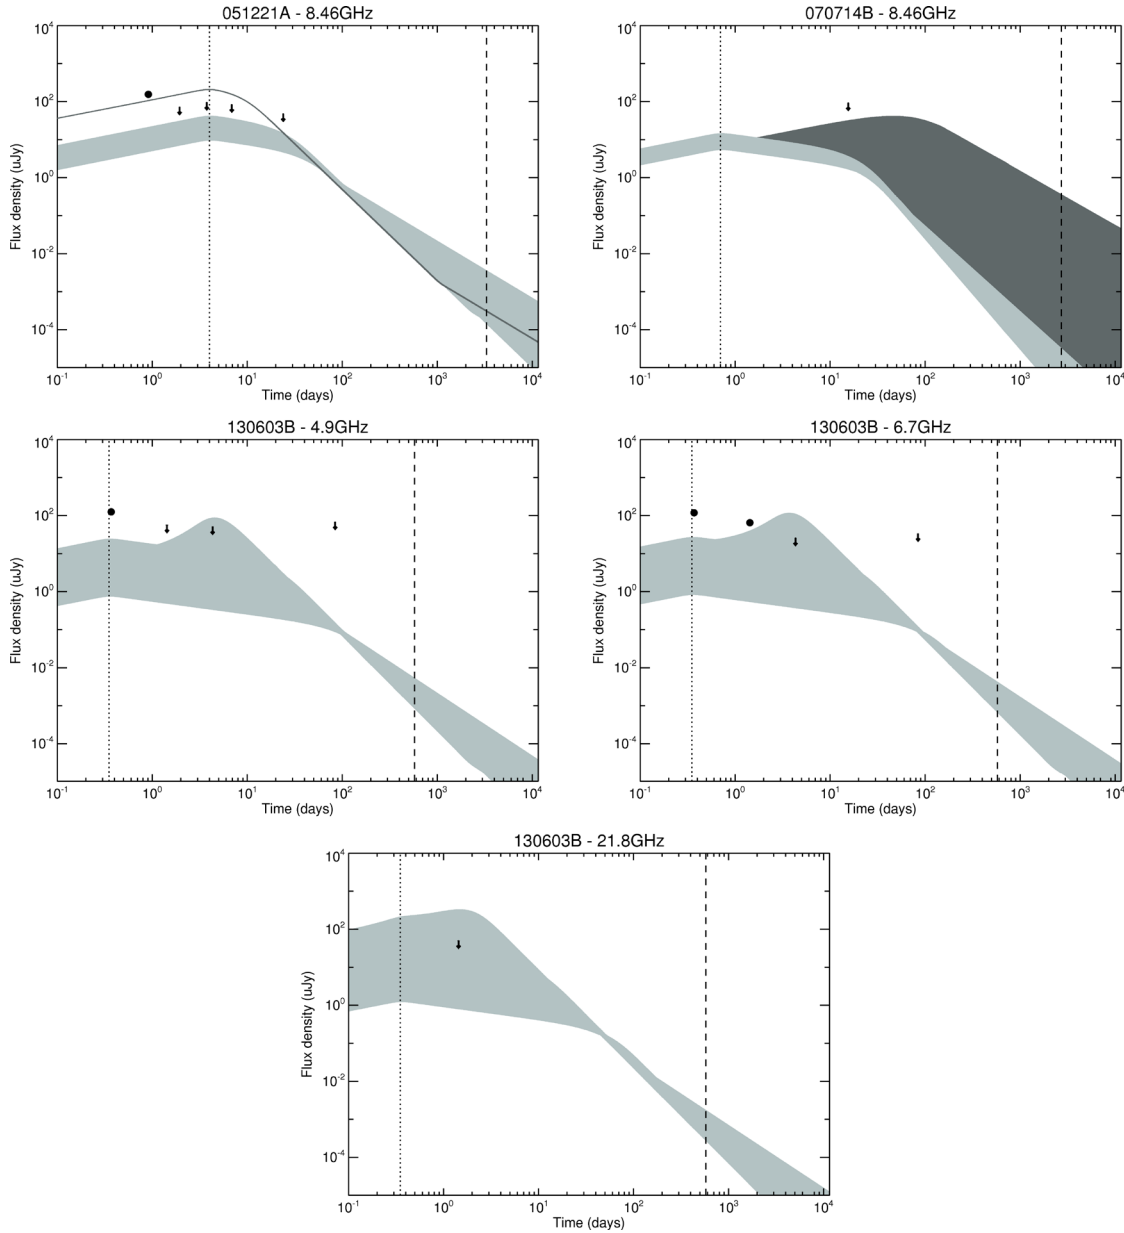 051221A - 8.46GHz
Flux density (uJy)
10^4
10^2
10^0
10^-2
10^-4
10^-1 10^0 10^1 10^2 10^3 10^4
Time (days)
070714B - 8.46GHz
Flux density (uJy)
10^4
10^2
10^0
10^-2
10^-4
10^-1 10^0 10^1 10^2 10^3 10^4
Time (days)
130603B - 4.9GHz
Flux density (uJy)
10^4
10^2
10^0
10^-2
10^-4
10^-1 10^0 10^1 10^2 10^3 10^4
Time (days)
130603B - 6.7GHz
Flux density (uJy)
10^4
10^2
10^0
10^-2
10^-4
10^-1 10^0 10^1 10^2 10^3 10^4
Time (days)
130603B - 21.8GHz
Flux density (uJy)
10^4
10^2
10^0
10^-2
10^-4
10^-1 10^0 10^1 10^2 10^3 10^4
Time (days)